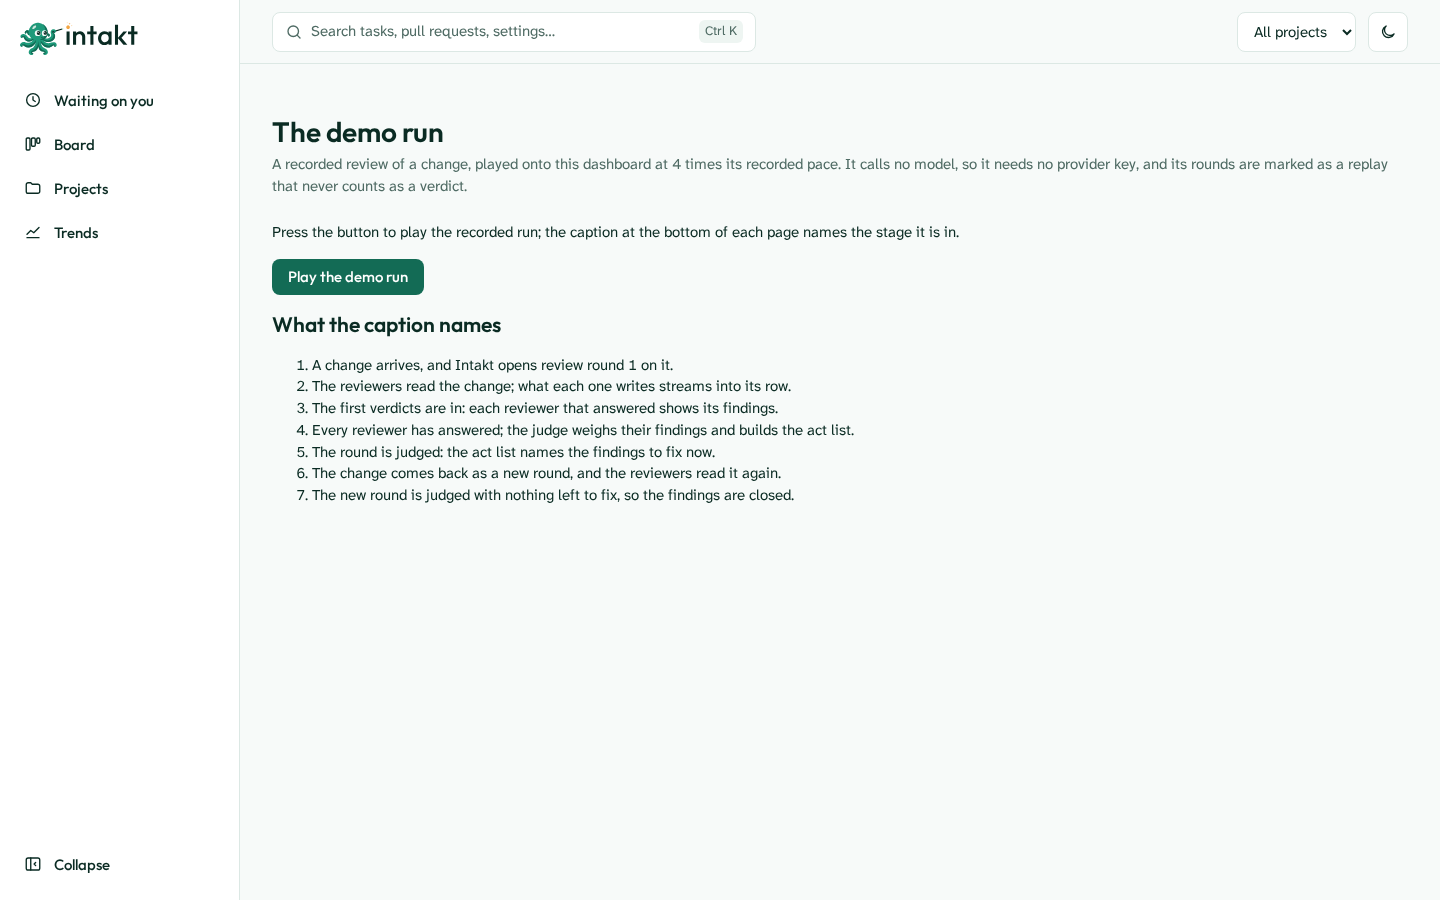 intakt
Search tasks, pull requests, settings...
Ctrl K
All projects
Waiting on you
Board
Projects
Trends
The demo run
A recorded review of a change, played onto this dashboard at 4 times its recorded pace. It calls no model, so it needs no provider key, and its rounds are marked as a replay
that never counts as a verdict.
Press the button to play the recorded run; the caption at the bottom of each page names the stage it is in.
Play the demo run
What the caption names
1. A change arrives, and Intakt opens review round 1 on it.
2. The reviewers read the change; what each one writes streams into its row.
3. The first verdicts are in: each reviewer that answered shows its findings.
4. Every reviewer has answered; the judge weighs their findings and builds the act list.
5. The round is judged: the act list names the findings to fix now.
6. The change comes back as a new round, and the reviewers read it again.
7. The new round is judged with nothing left to fix, so the findings are closed.
Collapse